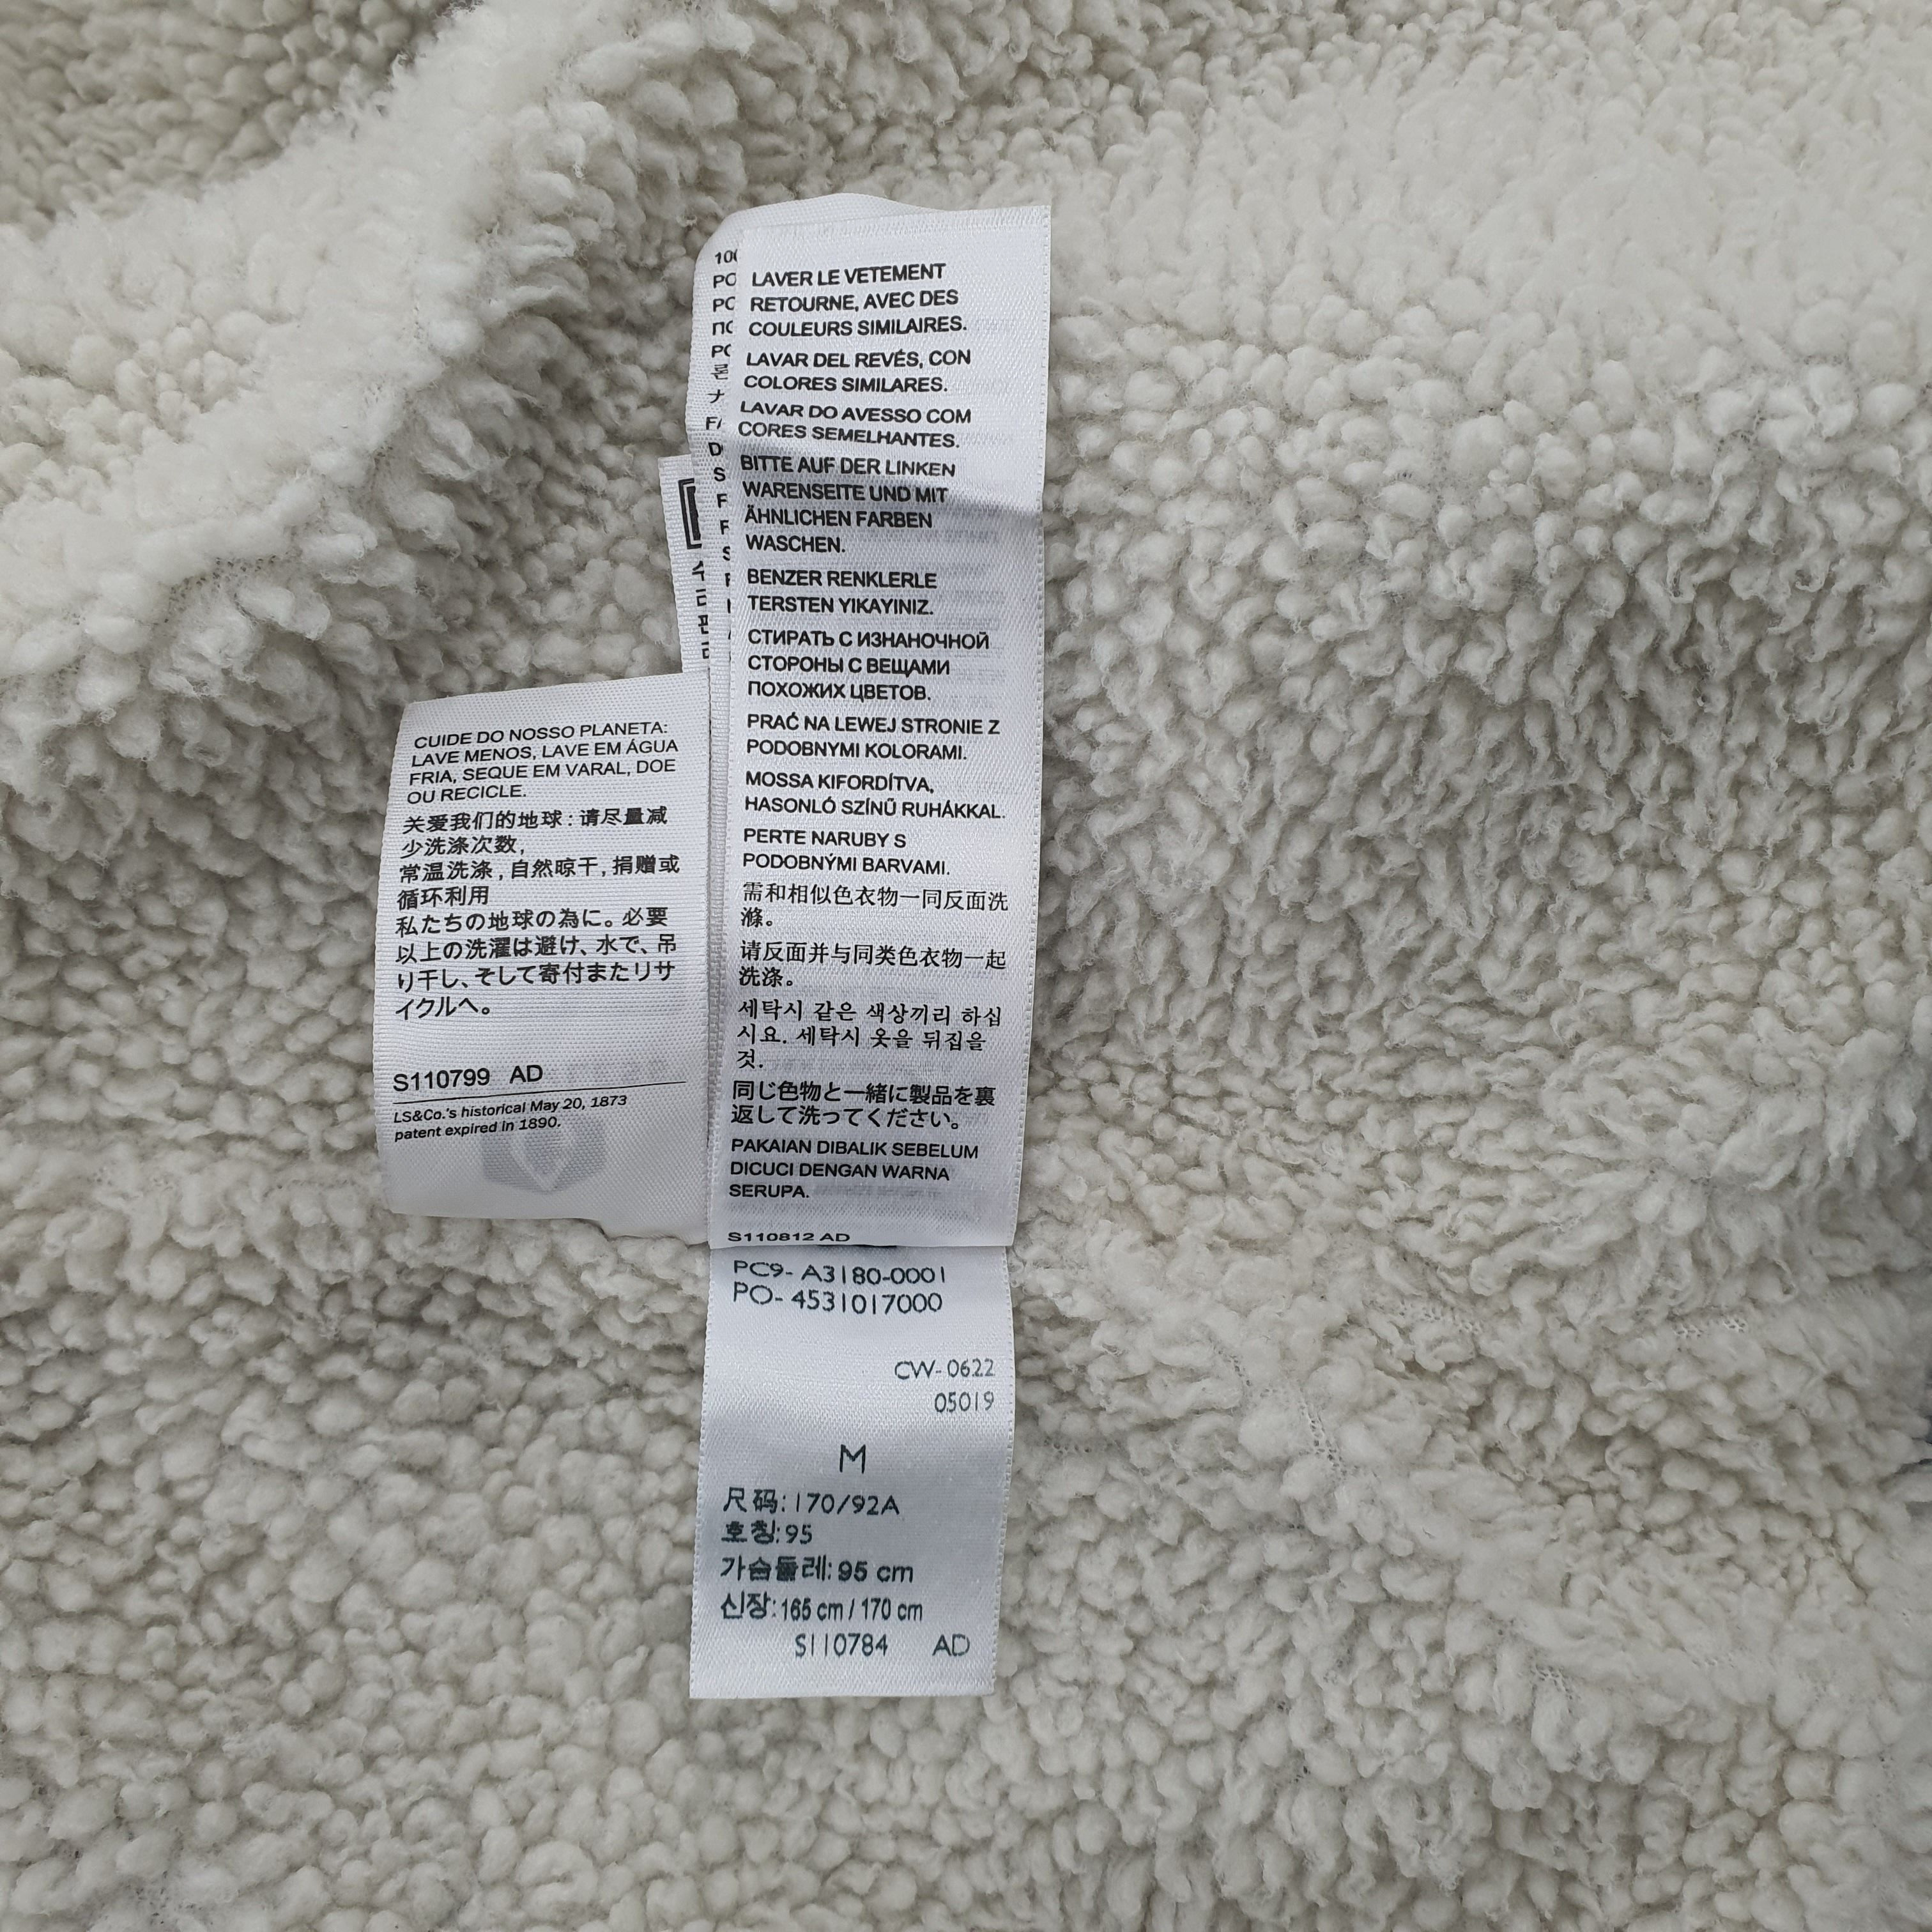 LAVER LE VETEMENT
RETOURNE, AVEC DES
COULEURS SIMILAIRES.
LAVAR DEL REVÉS, CON
COLORES SIMILARES.
LAVAR DO AVESSO COM
CORES SEMELHANTES.
BITTE AUF DER LINKEN
WARENSEITE UND MIT
ÄHNLICHEN FARBEN
WASCHEN.
BENZER RENKLERLE
TERSTEN YIKAYINIZ.
СТИРАТЬ С ИЗНАНОЧНОЙ
СТОРОНЫ С ВЕЩАМИ
ПОХОЖИХ ЦВЕТОВ.
PRAĆ NA LEWEJ STRONIE Z
PODOBNYMI KOLORAMI.
MOSSA KIFORDÍTVA,
HASONLÓ SZÍNŰ RUHÁKKAL.
PERTE NARUBY S
PODOBNÝMI BARVAMI.
需和相似色衣物一同反面洗
滌。
请反面并与同类色衣物一起
洗涤。
세탁시 같은 색상끼리 하십
시요. 세탁시 옷을 뒤집을
것.
同じ色物と一緒に製品を裏
返して洗ってください。
PAKAIAN DIBALIK SEBELUM
DICUCI DENGAN WARNA
SERUPA.
S110812 AD
CUIDE DO NOSSO PLANETA:
LAVE MENOS, LAVE EM ÁGUA
FRIA, SEQUE EM VARAL, DOE
OU RECICLE.
关爱我们的地球：请尽量减
少洗涤次数，
常温洗涤，自然晾干，捐赠或
循环利用
私たちの地球の為に。必要
以上の洗濯は避け、水で、吊
り干し、そして寄付またリサ
イクルへ。
S110799 AD
LS&Co.'s historical May 20, 1873
patent expired in 1890.
PC9- A3180-0001
PO- 4531017000
CW- 0622
05019
M
尺码: 170/92A
호칭: 95
가슴둘레: 95 cm
신장: 165 cm / 170 cm
S110784 AD